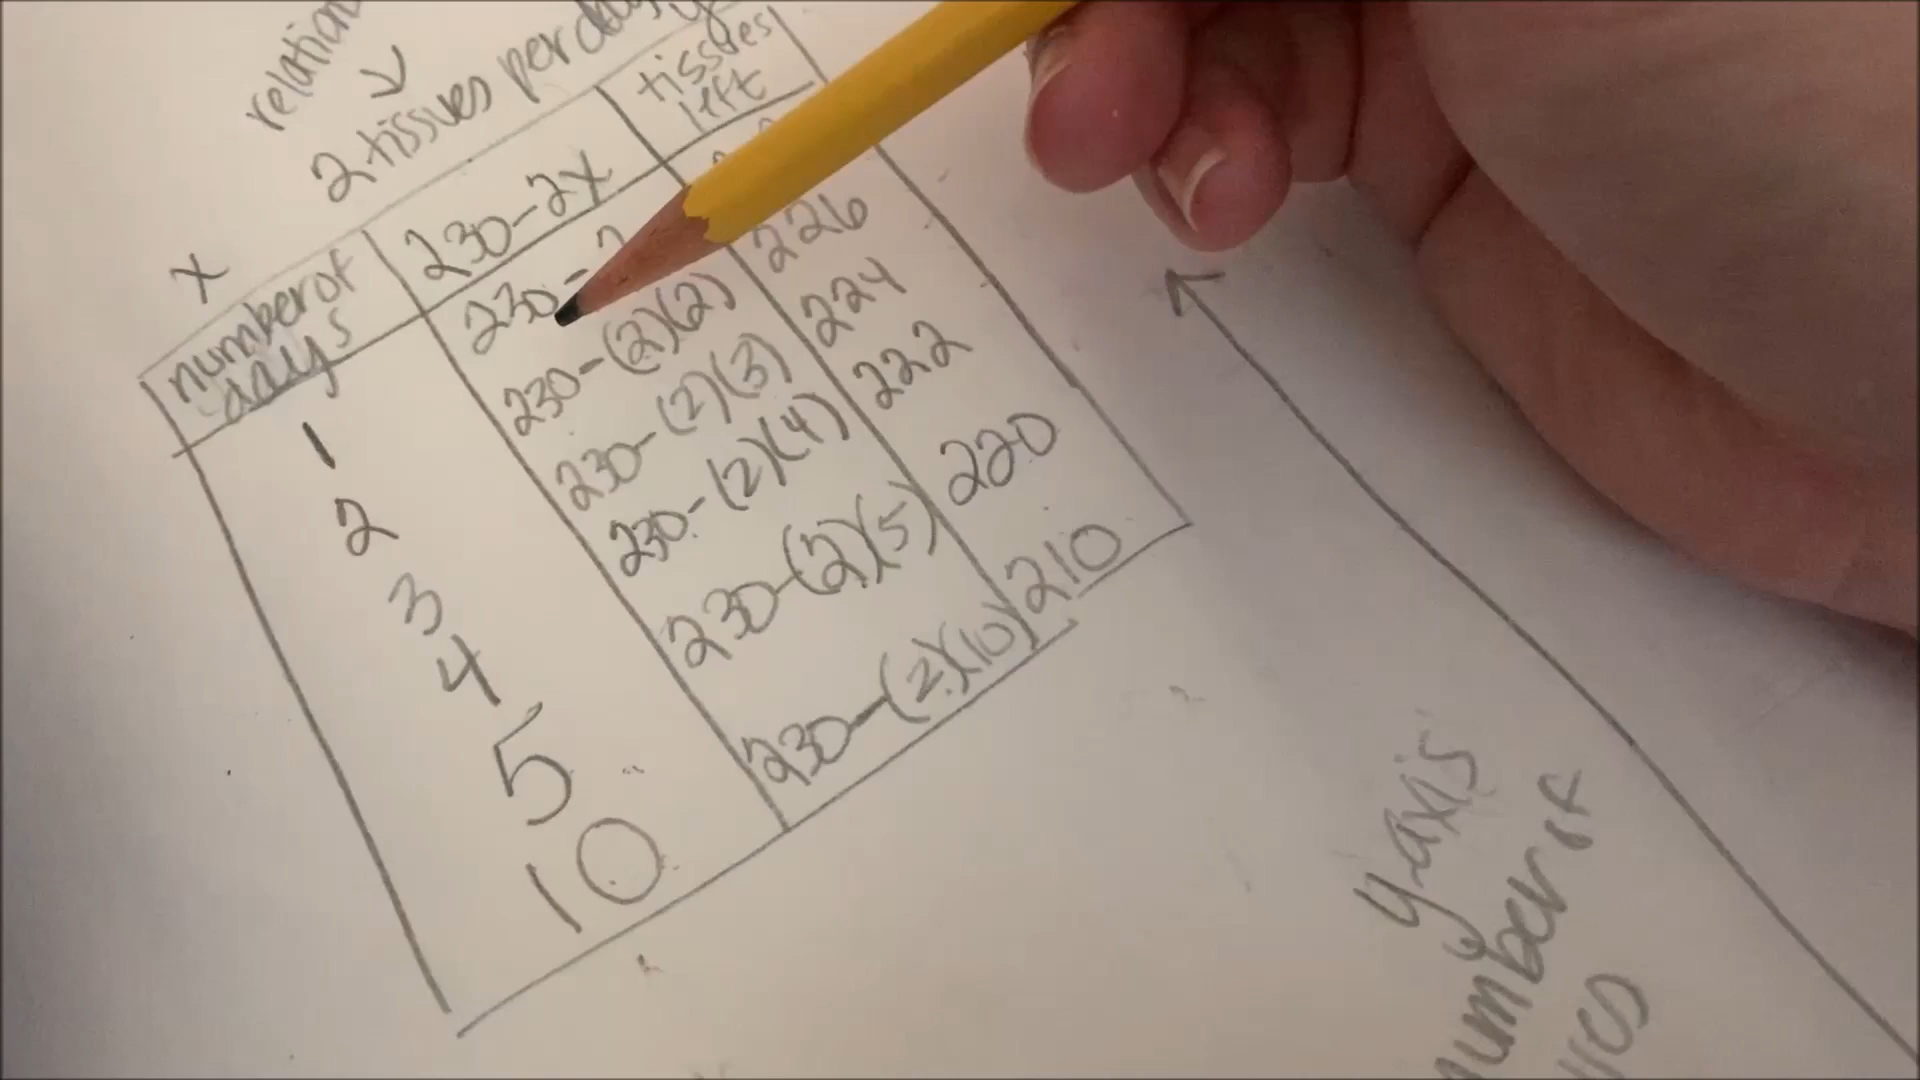 relation
2 tissues per day
x
y
number of days
230-2x
tissues left
1
230-
2
230-(2)(2)
226
3
230-(2)(3)
224
4
230-(2)(4)
222
5
230-(2)(5)
220
10
230-(2)(10)
210
y-axis
number of